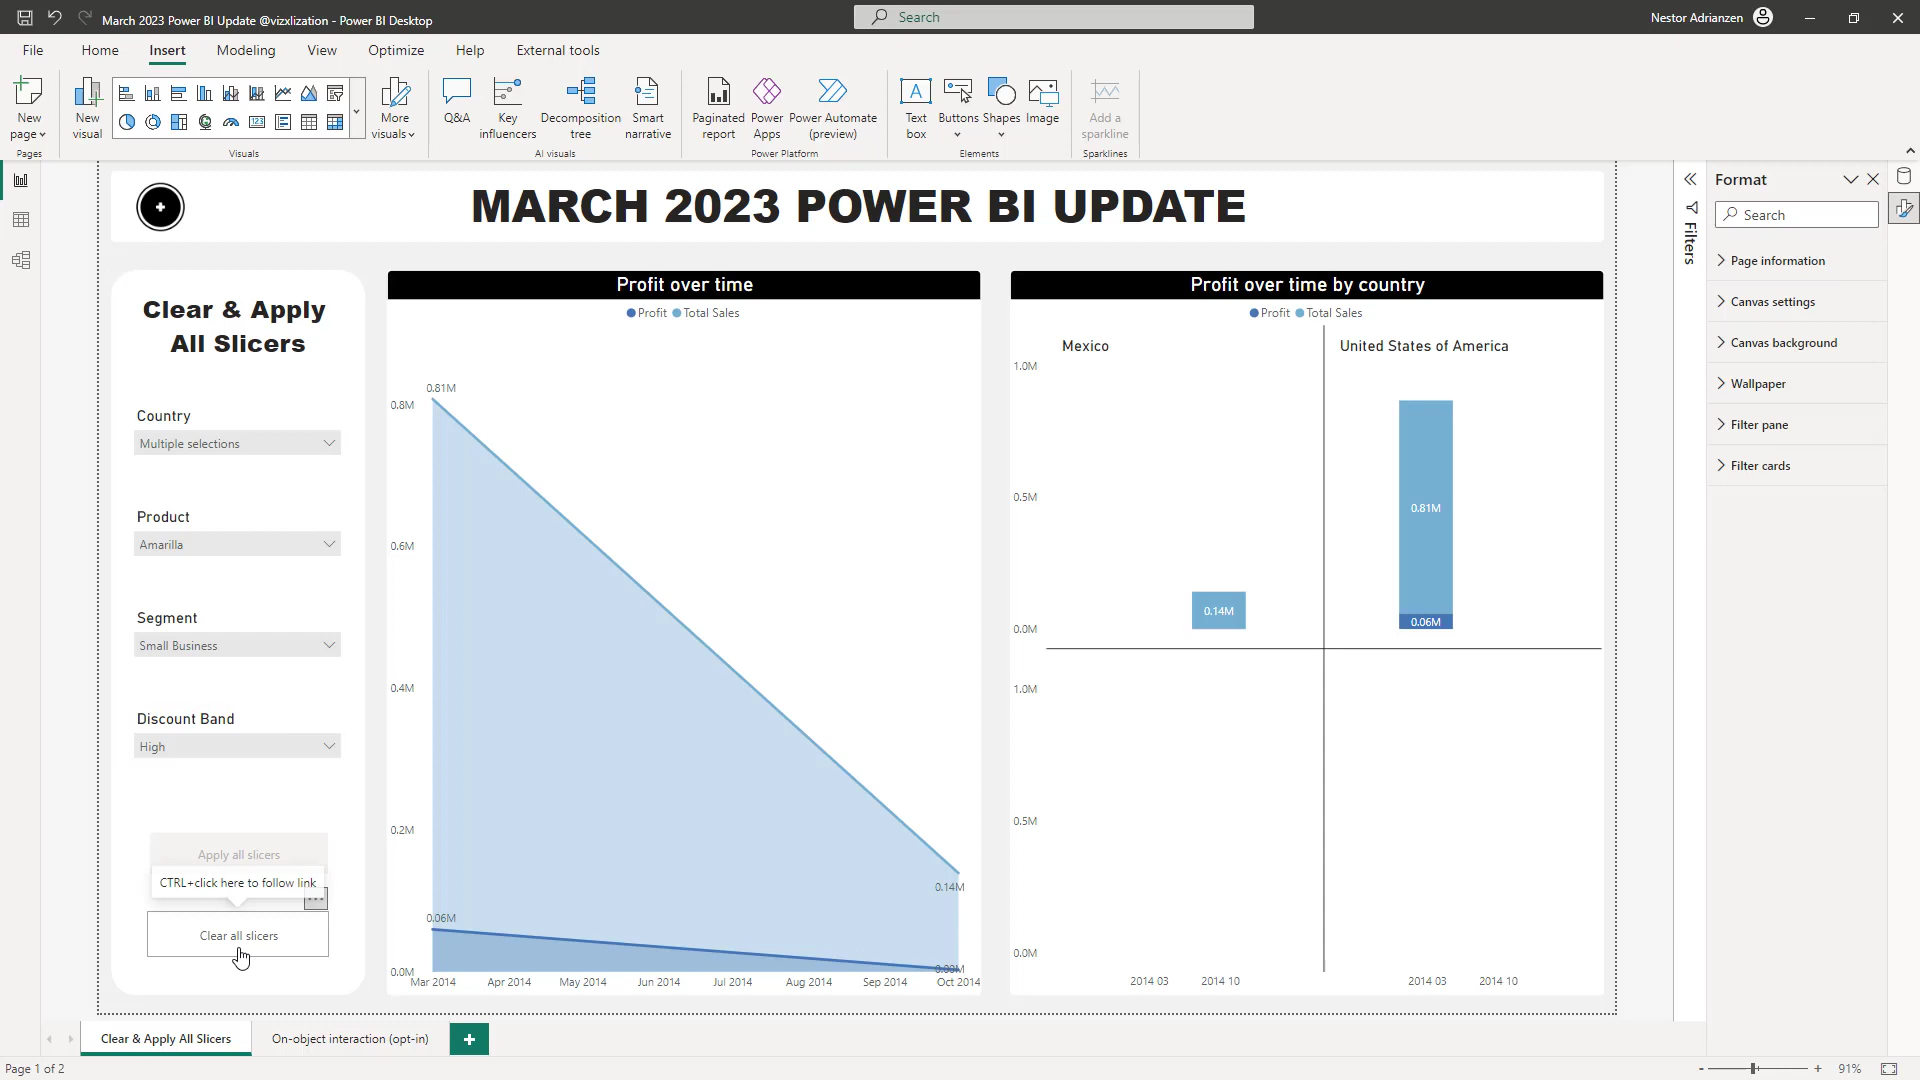 March 2023 Power BI Update @vizxlization - Power BI Desktop
Search
Nestor Adrianzen
File
Home
Insert
Modeling
View
Optimize
Help
External tools
New
page
Pages
New
visual
123
More
visuals
Visuals
Q&A
Key
influencers
Decomposition
tree
Smart
narrative
AI visuals
Paginated
report
Power
Apps
Power Automate
(preview)
Power Platform
A
Text
box
Buttons
Shapes
Image
Elements
Add a
sparkline
Sparklines
MARCH 2023 POWER BI UPDATE
Clear & Apply
All Slicers
Country
Multiple selections
Product
Amarilla
Segment
Small Business
Discount Band
High
Apply all slicers
CTRL+click here to follow link
Clear all slicers
Profit over time
Profit
Total Sales
0.81M
0.8M
0.6M
0.4M
0.2M
0.14M
0.06M
0.0M
Mar 2014
Apr 2014
May 2014
Jun 2014
Jul 2014
Aug 2014
Sep 2014
Oct 2014
Profit over time by country
Profit
Total Sales
Mexico
United States of America
1.0M
0.5M
0.81M
0.14M
0.06M
0.0M
1.0M
0.5M
0.0M
2014 03
2014 10
2014 03
2014 10
Filters
Format
Search
Page information
Canvas settings
Canvas background
Wallpaper
Filter pane
Filter cards
Clear & Apply All Slicers
On-object interaction (opt-in)
Page 1 of 2
- +
91%